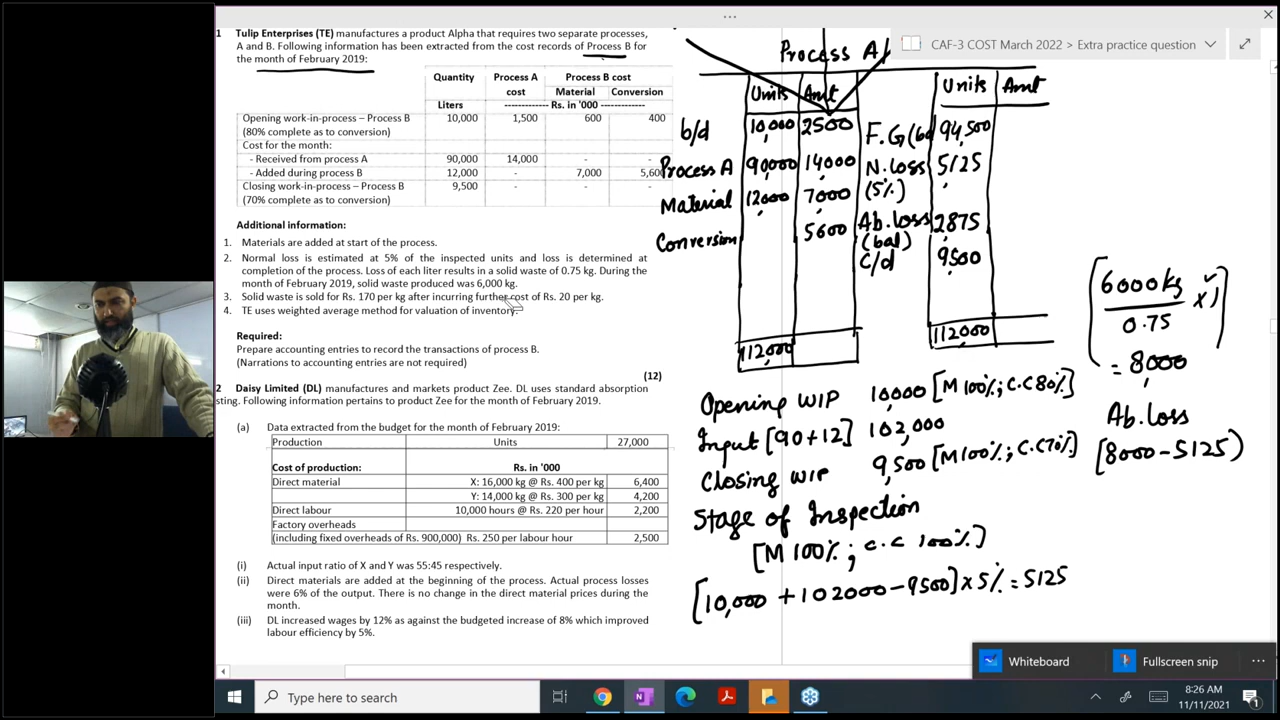 CAF-3 COST March 2022 > Extra practice question
1 Tulip Enterprises (TE) manufactures a product Alpha that requires two separate processes,
A and B. Following information has been extracted from the cost records of Process B for
the month of February 2019:
Quantity Process A cost Process B cost
Material Conversion
Liters ----------- Rs. in '000 -------------
Opening work-in-process – Process B 10,000 1,500 600 400
(80% complete as to conversion)
Cost for the month:
- Received from process A 90,000 14,000 - -
- Added during process B 12,000 - 7,000 5,600
Closing work-in-process – Process B 9,500 - - -
(70% complete as to conversion)
Additional information:
1. Materials are added at start of the process.
2. Normal loss is estimated at 5% of the inspected units and loss is determined at
completion of the process. Loss of each liter results in a solid waste of 0.75 kg. During the
month of February 2019, solid waste produced was 6,000 kg.
3. Solid waste is sold for Rs. 170 per kg after incurring further cost of Rs. 20 per kg.
4. TE uses weighted average method for valuation of inventory.
Required:
Prepare accounting entries to record the transactions of process B.
(Narrations to accounting entries are not required)
(12)
2 Daisy Limited (DL) manufactures and markets product Zee. DL uses standard absorption
sting. Following information pertains to product Zee for the month of February 2019.
(a) Data extracted from the budget for the month of February 2019:
Production Units 27,000
Cost of production: Rs. in '000
Direct material X: 16,000 kg @ Rs. 400 per kg 6,400
Y: 14,000 kg @ Rs. 300 per kg 4,200
Direct labour 10,000 hours @ Rs. 220 per hour 2,200
Factory overheads
(including fixed overheads of Rs. 900,000) Rs. 250 per labour hour 2,500
(i) Actual input ratio of X and Y was 55:45 respectively.
(ii) Direct materials are added at the beginning of the process. Actual process losses
were 6% of the output. There is no change in the direct material prices during the
month.
(iii) DL increased wages by 12% as against the budgeted increase of 8% which improved
labour efficiency by 5%.
Process A/
Units Amt Units Amt
b/d 10,000 2500 F.G 94,500
Process A 90,000 14000 N.loss (5%) 5125
Material 12,000 7000
Conversion 5600 Ab.loss (bal) 2875
c/d 9,500
112,000 112,000
Opening WIP 10,000 [M 100%; C.C 80%]
Input [90+12] 102,000
Closing WIP 9,500 [M 100%; C.C 70%]
Stage of Inspection
[M 100%; C.C 100%]
[10,000 + 102000 - 9500] x 5% = 5125
6000kg
0.75 x 1
= 8,000
Ab.loss
[8000 - 5125)
Whiteboard
Fullscreen snip
Type here to search
8:26 AM
11/11/2021